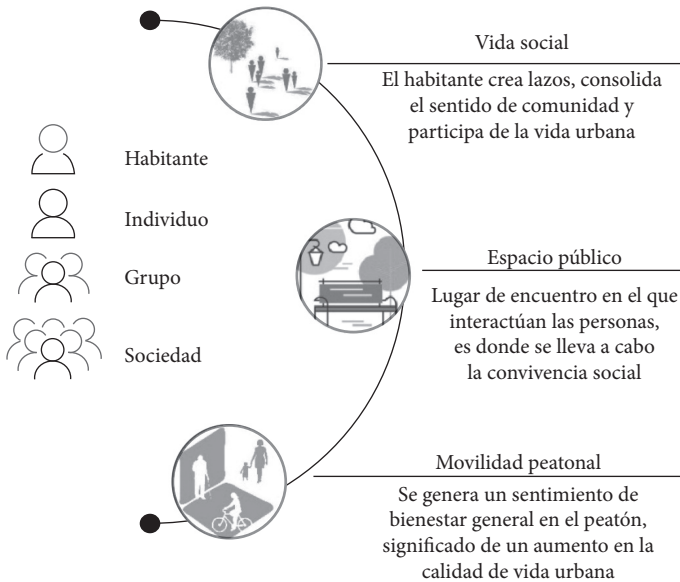 Vida social
El habitante crea lazos, consolida
el sentido de comunidad y
participa de la vida urbana
Habitante
Individuo
Grupo
Sociedad
Espacio público
Lugar de encuentro en el que
interactúan las personas,
es donde se lleva a cabo
la convivencia social
Movilidad peatonal
Se genera un sentimiento de
bienestar general en el peatón,
significado de un aumento en la
calidad de vida urbana